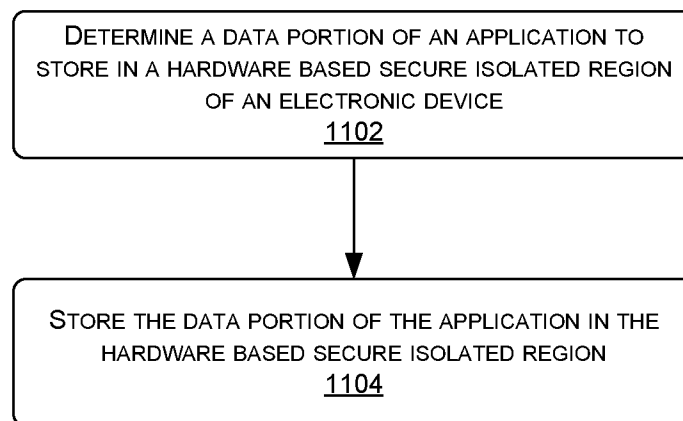 DETERMINE A DATA PORTION OF AN APPLICATION TO
STORE IN A HARDWARE BASED SECURE ISOLATED REGION
OF AN ELECTRONIC DEVICE
1102
STORE THE DATA PORTION OF THE APPLICATION IN THE
HARDWARE BASED SECURE ISOLATED REGION
1104